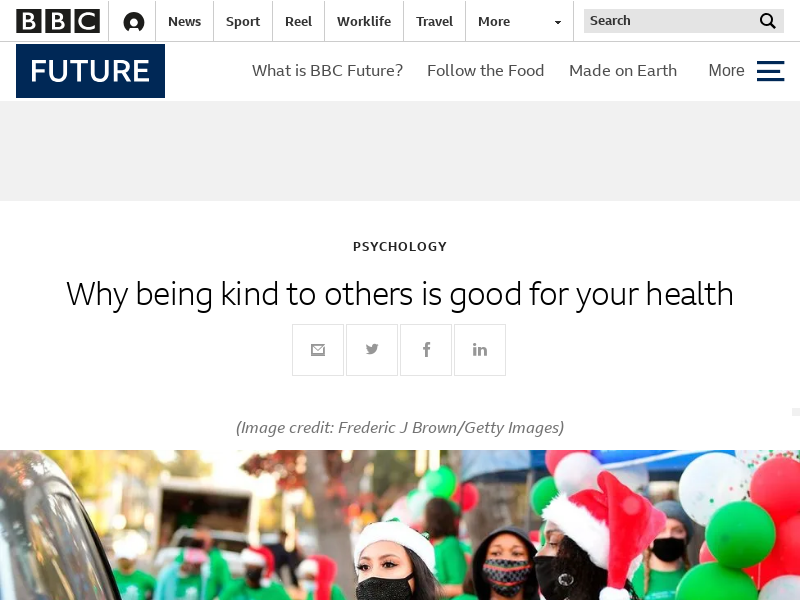 BBC
News
Sport
Reel
Worklife
Travel
More
Search
FUTURE
What is BBC Future?
Follow the Food
Made on Earth
More
PSYCHOLOGY
Why being kind to others is good for your health
(Image credit: Frederic J Brown/Getty Images)